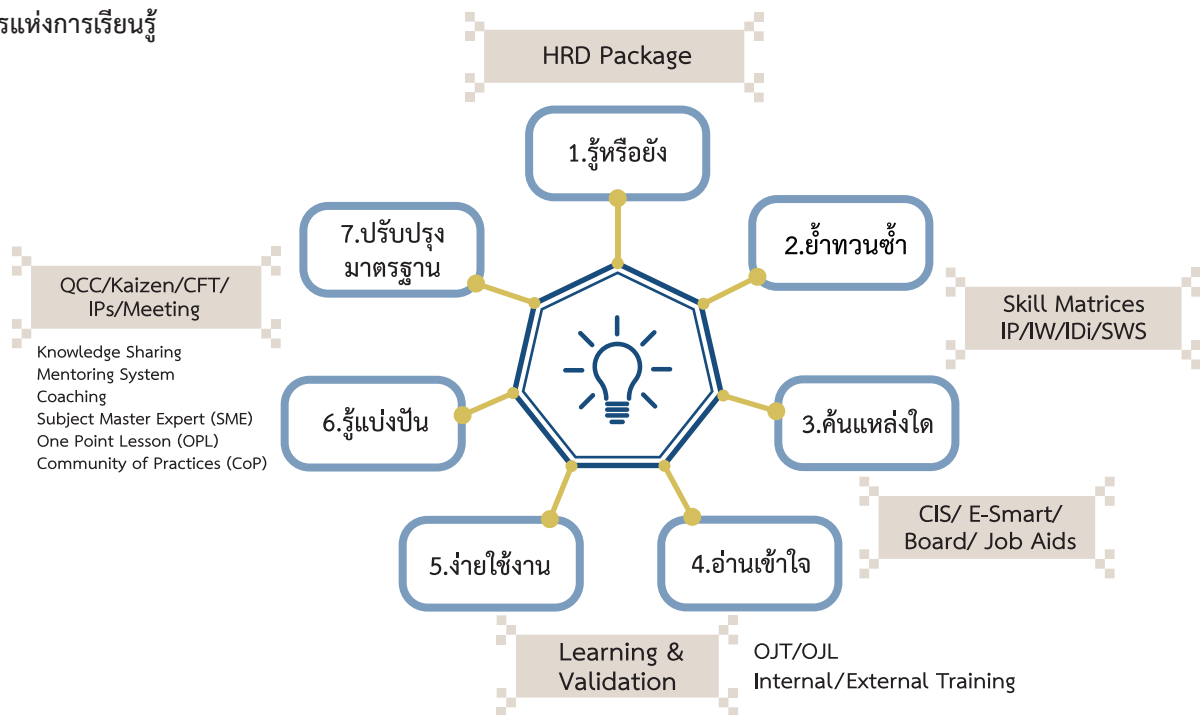 รแห่งการเรียนรู้
HRD Package
1.รู้หรือยัง
2.ย้ำทวนซ้ำ
Skill Matrices
IP/IW/IDi/SWS
3.ค้นแหล่งใด
CIS/ E-Smart/
Board/ Job Aids
4.อ่านเข้าใจ
Learning &
Validation
OJT/OJL
Internal/External Training
5.ง่ายใช้งาน
6.รู้แบ่งปัน
7.ปรับปรุง
มาตรฐาน
QCC/Kaizen/CFT/
IPs/Meeting
Knowledge Sharing
Mentoring System
Coaching
Subject Master Expert (SME)
One Point Lesson (OPL)
Community of Practices (CoP)